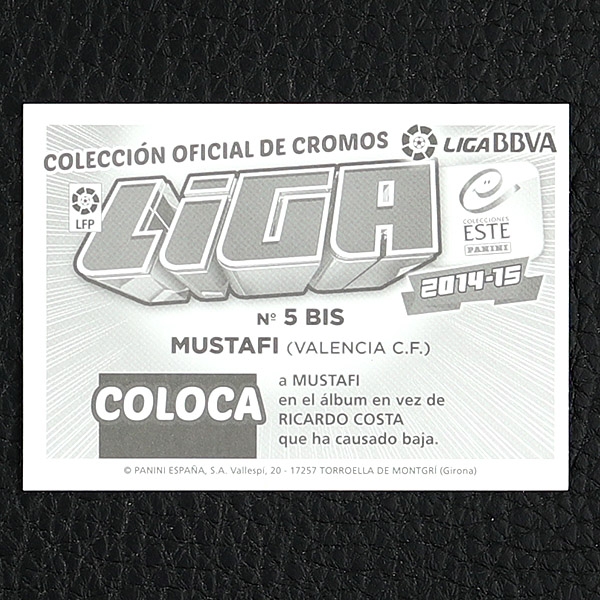 COLECCIÓN OFICIAL DE CROMOS
LIGA BBVA
LFP
LiGA
COLECCIONES
ESTE
PANINI
2014-15
Nº 5 BIS
MUSTAFI (VALENCIA C.F.)
COLOCA
a MUSTAFI
en el álbum en vez de
RICARDO COSTA
que ha causado baja.
© PANINI ESPAÑA, S.A. Vallespí, 20 - 17257 TORROELLA DE MONTGRÍ (Girona)